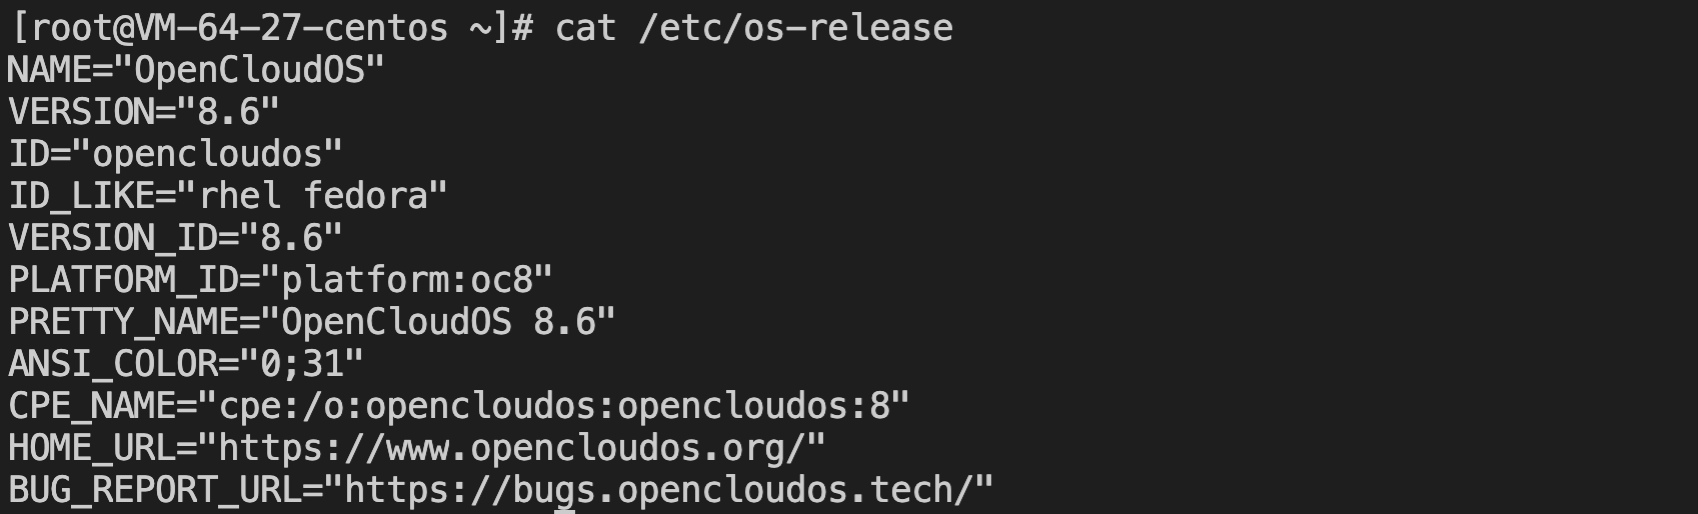 [root@VM-64-27-centos ~]# cat /etc/os-release
NAME="OpenCloudOS"
VERSION="8.6"
ID="opencloudos"
ID_LIKE="rhel fedora"
VERSION_ID="8.6"
PLATFORM_ID="platform:oc8"
PRETTY_NAME="OpenCloudOS 8.6"
ANSI_COLOR="0;31"
CPE_NAME="cpe:/o:opencloudos:opencloudos:8"
HOME_URL="https://www.opencloudos.org/"
BUG_REPORT_URL="https://bugs.opencloudos.tech/"